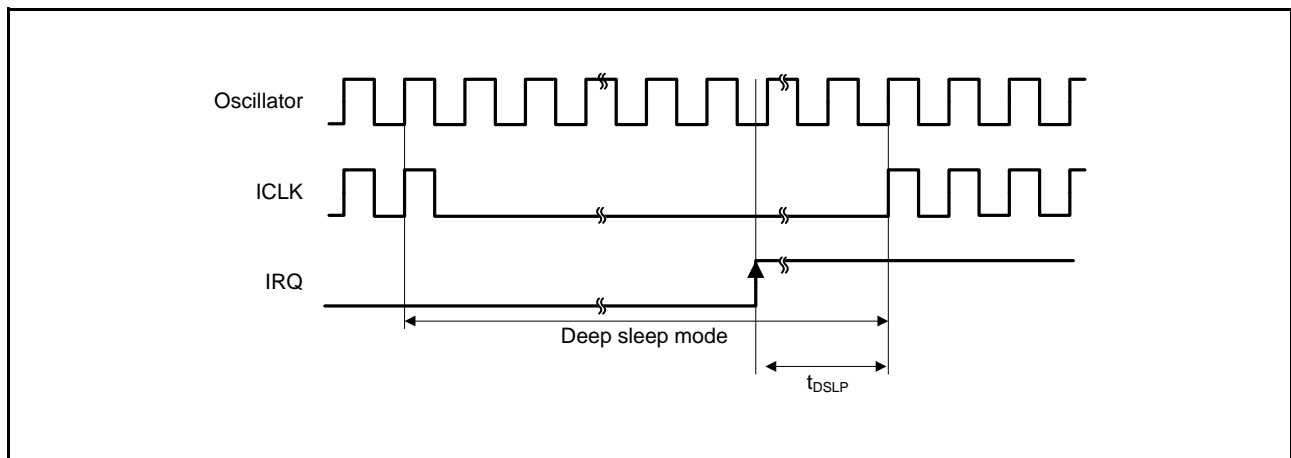 Oscillator
ICLK
IRQ
Deep sleep mode
tDSLP